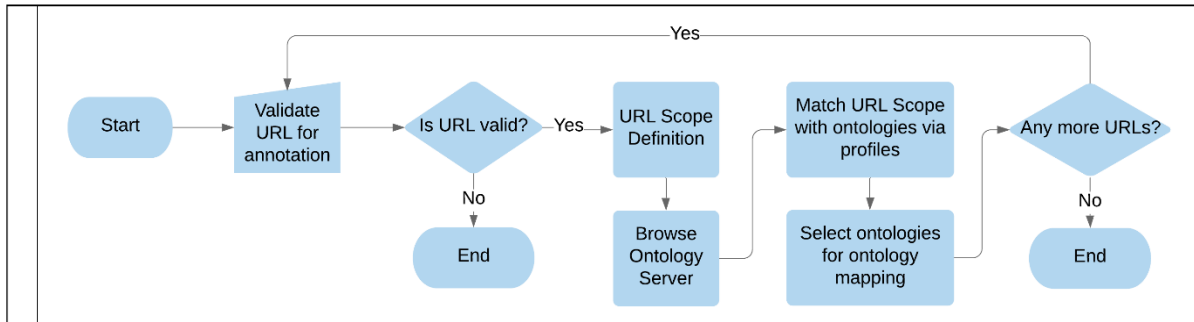 Yes
Start
Validate
URL for
annotation
Is URL valid?
Yes
No
End
URL Scope
Definition
Browse
Ontology
Server
Match URL Scope
with ontologies via
profiles
Select ontologies
for ontology
mapping
Any more URLs?
No
End